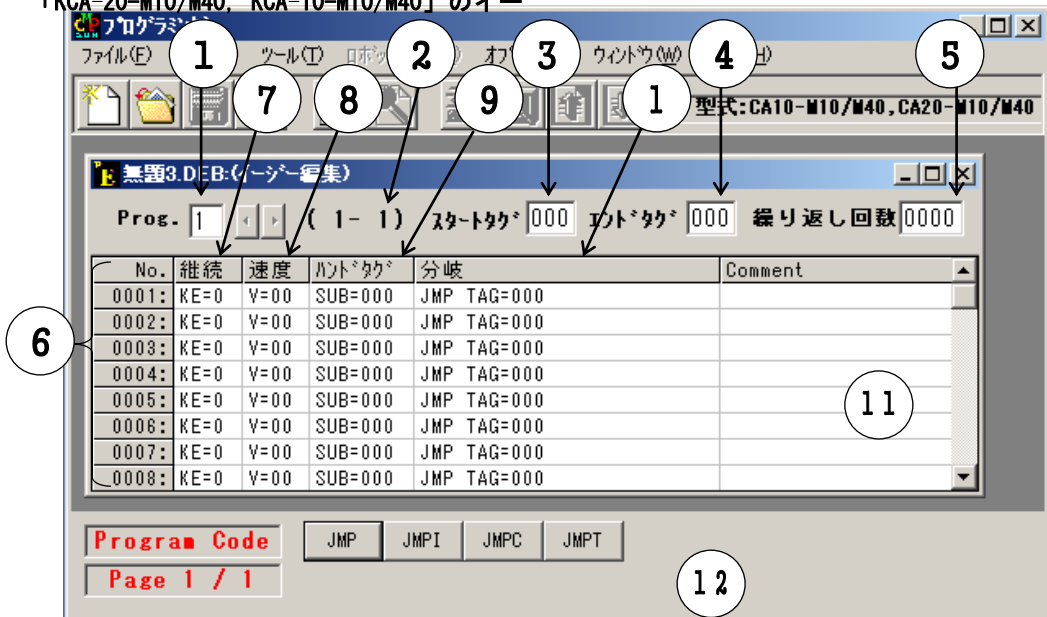 「KCA-20-M10/M40, KCA-10-M10/M40」のイー
ﾌﾟﾛｸﾞﾗﾐﾝｸﾞ
ﾌｧｲﾙ(F) ﾂｰﾙ(T) ｳｨﾝﾄﾞｳ(W)
1 2 3 4 5
7 8 9 1
型式:CA10-M10/M40,CA20-M10/M40
無題3.DEB:(ｲｰｼﾞｰ編集)
Prog. 1 ( 1- 1) ｽﾀｰﾄﾀｸﾞ 000 ｴﾝﾄﾞﾀｸﾞ 000 繰り返し回数 0000
No. 継続 速度 ﾊﾝﾄﾞﾀｸﾞ 分岐 Comment
0001: KE=0 V=00 SUB=000 JMP TAG=000
0002: KE=0 V=00 SUB=000 JMP TAG=000
6
0003: KE=0 V=00 SUB=000 JMP TAG=000
0004: KE=0 V=00 SUB=000 JMP TAG=000
0005: KE=0 V=00 SUB=000 JMP TAG=000
11
0006: KE=0 V=00 SUB=000 JMP TAG=000
0007: KE=0 V=00 SUB=000 JMP TAG=000
0008: KE=0 V=00 SUB=000 JMP TAG=000
Program Code JMP JMPI JMPC JMPT
Page 1 / 1
12